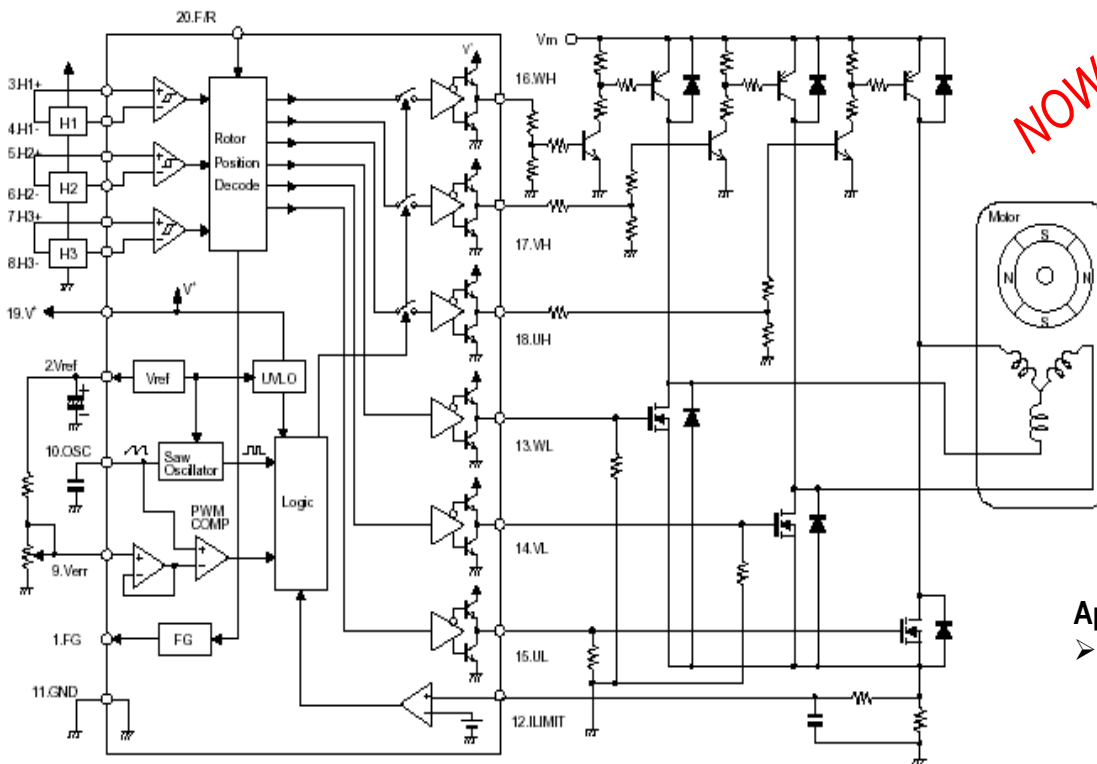 20.F/R
Vm
V⁺
16.WH
NOW
3.H1+
H1
4.H1-
5.H2+
H2
6.H2-
7.H3+
H3
8.H3-
Rotor
Position
Decode
17.VH
18.UH
Motor
S
N
N
S
19.V⁺
V⁺
2.Vref
Vref
UVLO
13.WL
10.OSC
Saw
Oscillator
Logic
PWM
COMP
14.VL
9.Verr
1.FG
FG
15.UL
Ap
➢
11.GND
12.ILIMIT